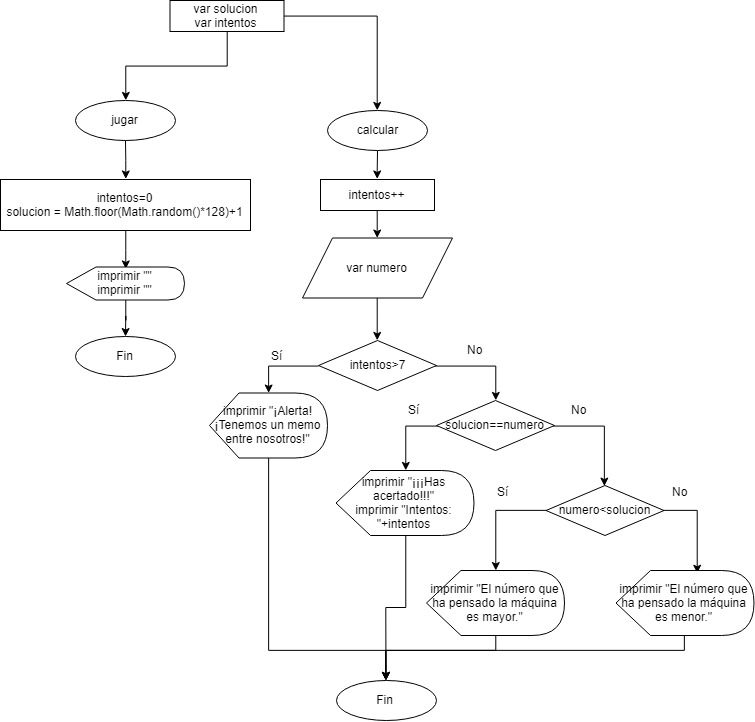 var solucion
var intentos
jugar
intentos=0
solucion = Math.floor(Math.random()*128)+1
imprimir ""
imprimir ""
Fin
calcular
intentos++
var numero
intentos>7
Sí
No
imprimir "¡Alerta!
¡Tenemos un memo
entre nosotros!"
solucion==numero
Sí
No
imprimir "¡¡¡Has
acertado!!!"
imprimir "Intentos:
"+intentos
numero<solucion
Sí
No
imprimir "El número que
ha pensado la máquina
es mayor."
imprimir "El número que
ha pensado la máquina
es menor."
Fin